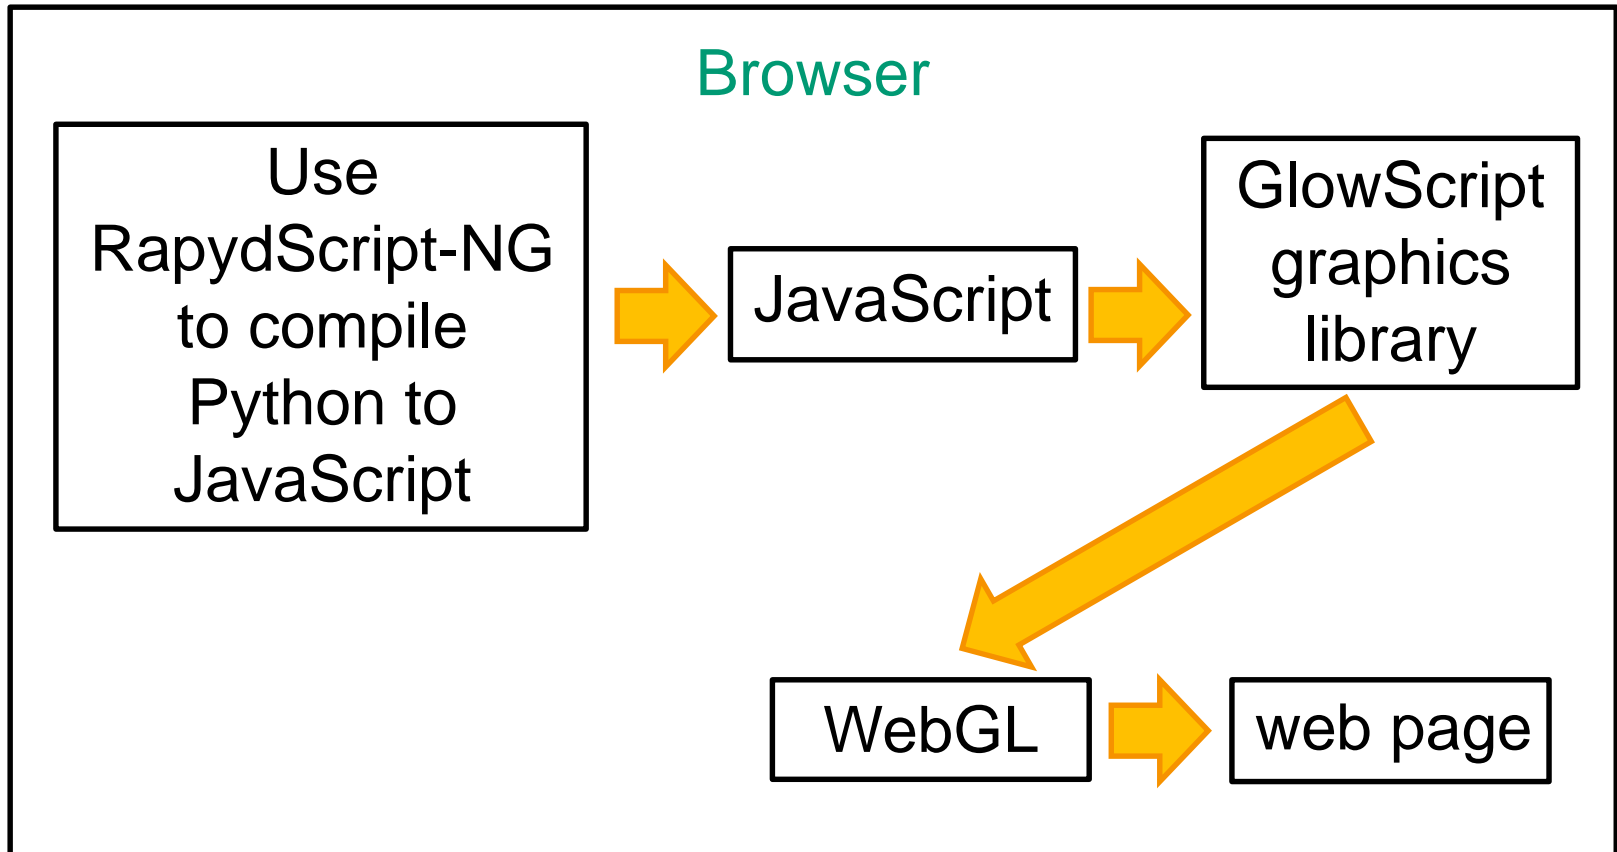 Browser
Use
RapydScript-NG
to compile
Python to
JavaScript
JavaScript
GlowScript
graphics
library
WebGL
web page